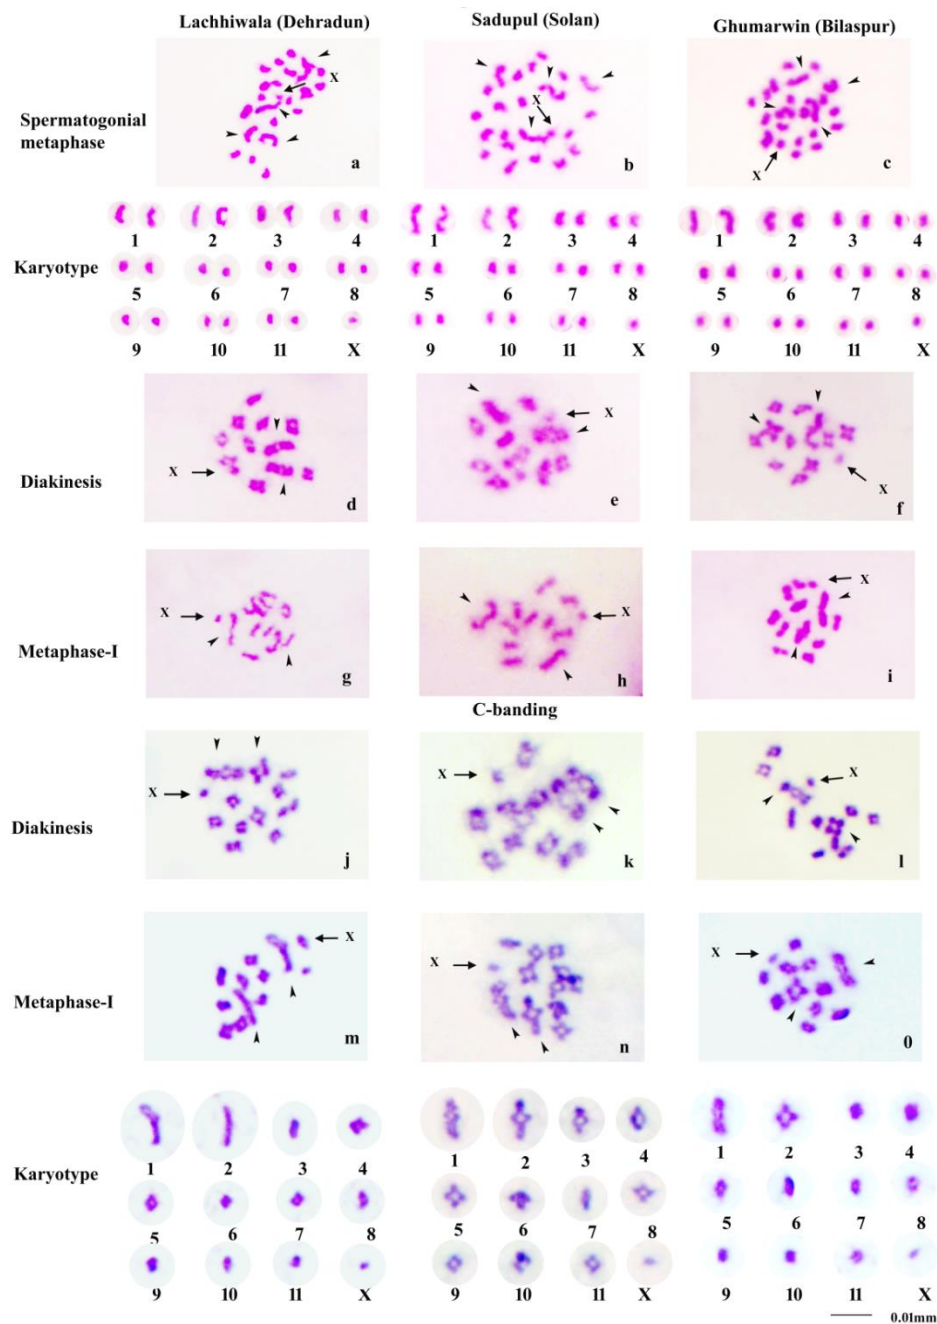 Lachhiwala (Dehradun) Sadupul (Solan) Ghumarwin (Bilaspur)
Spermatogonial
metaphase
X X X
a b c
1 2 3 4 1 2 3 4 1 2 3 4
Karyotype
5 6 7 8 5 6 7 8 5 6 7 8
9 10 11 X 9 10 11 X 9 10 11 X
Diakinesis
X X X
d e f
Metaphase-I
X X X
g h i
C-banding
Diakinesis
X X X
j k l
Metaphase-I
X X X
m n 0
Karyotype
1 2 3 4 1 2 3 4 1 2 3 4
5 6 7 8 5 6 7 8 5 6 7 8
9 10 11 X 9 10 11 X 9 10 11 X
0.01mm